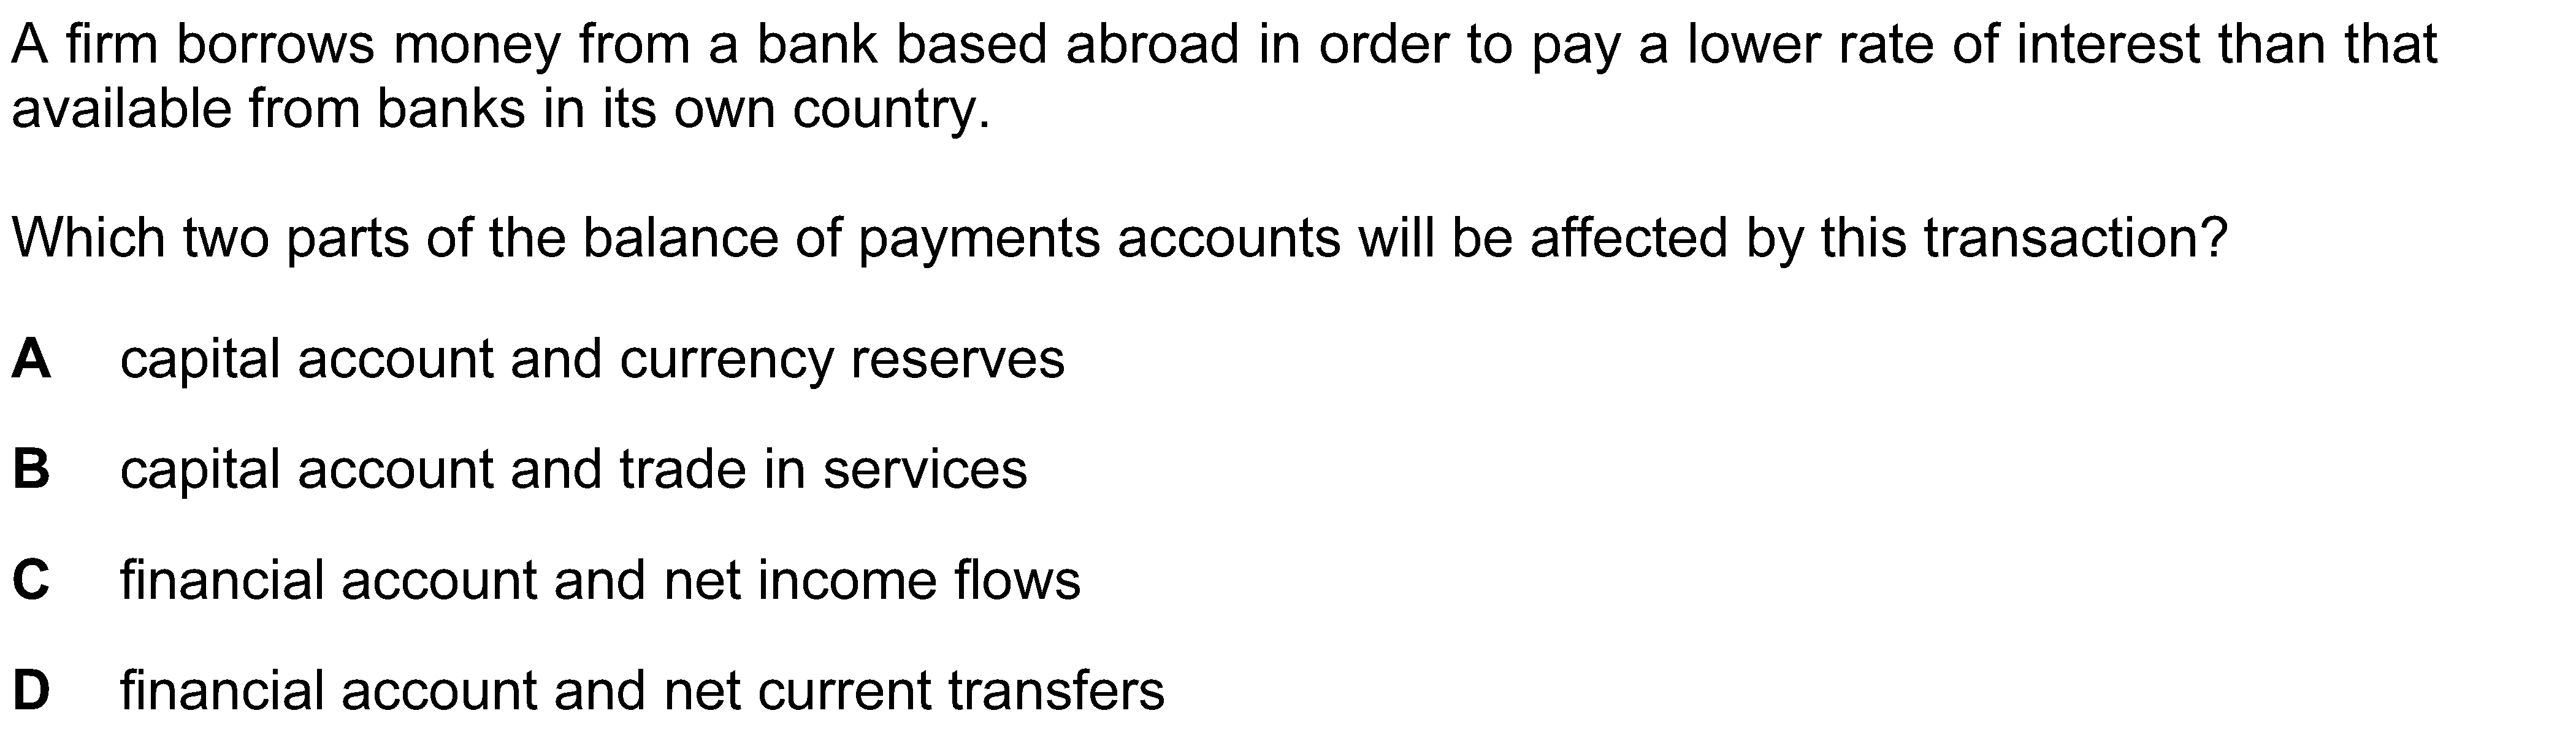 A firm borrows money from a bank based abroad in order to pay a lower rate of interest than that
available from banks in its own country.
Which two parts of the balance of payments accounts will be affected by this transaction?
A capital account and currency reserves
B capital account and trade in services
C financial account and net income flows
D financial account and net current transfers